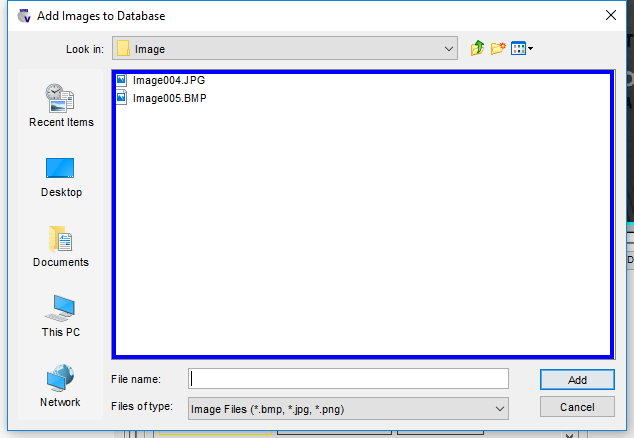 Add Images to Database
Look in:
Image
Recent Items
Desktop
Documents
This PC
Network
Image004.JPG
Image005.BMP
File name:
Add
Files of type:
Image Files (*.bmp, *.jpg, *.png)
Cancel